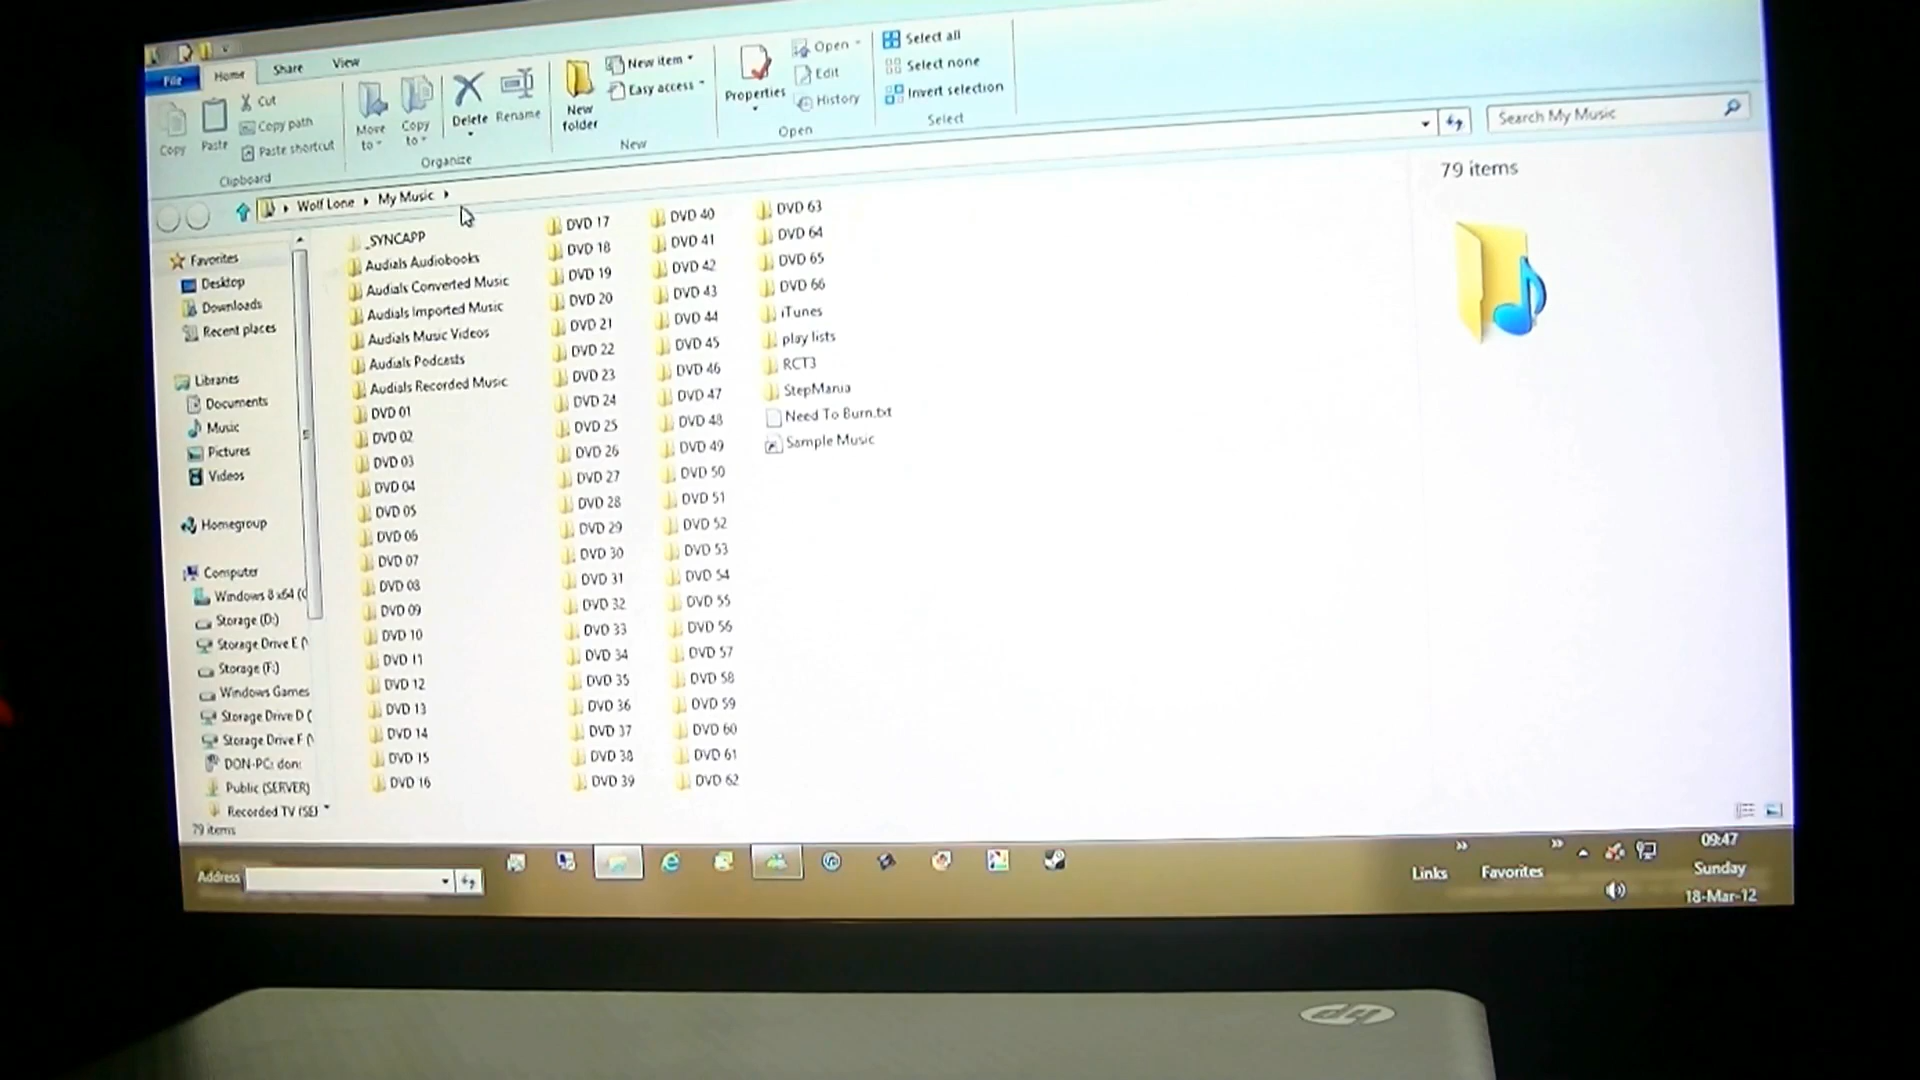 File
Home
Share
View
Copy
Paste
Cut
Copy path
Paste shortcut
Clipboard
Move to
Copy to
Delete
Rename
Organize
New folder
New item
Easy access
New
Properties
Open
Edit
History
Open
Select all
Select none
Invert selection
Select
Wolf Lone
My Music
Search My Music
Favorites
Desktop
Downloads
Recent places
Libraries
Documents
Music
Pictures
Videos
Homegroup
Computer
Windows 8 x64 (C
Storage (D:)
Storage Drive E (\
Storage (F:)
Windows Games
Storage Drive D (
Storage Drive F (\
DON-PC: don:
Public (SERVER)
Recorded TV (SE
79 items
_SYNCAPP
Audials Audiobooks
Audials Converted Music
Audials Imported Music
Audials Music Videos
Audials Podcasts
Audials Recorded Music
DVD 01
DVD 02
DVD 03
DVD 04
DVD 05
DVD 06
DVD 07
DVD 08
DVD 09
DVD 10
DVD 11
DVD 12
DVD 13
DVD 14
DVD 15
DVD 16
DVD 17
DVD 18
DVD 19
DVD 20
DVD 21
DVD 22
DVD 23
DVD 24
DVD 25
DVD 26
DVD 27
DVD 28
DVD 29
DVD 30
DVD 31
DVD 32
DVD 33
DVD 34
DVD 35
DVD 36
DVD 37
DVD 38
DVD 39
DVD 40
DVD 41
DVD 42
DVD 43
DVD 44
DVD 45
DVD 46
DVD 47
DVD 48
DVD 49
DVD 50
DVD 51
DVD 52
DVD 53
DVD 54
DVD 55
DVD 56
DVD 57
DVD 58
DVD 59
DVD 60
DVD 61
DVD 62
DVD 63
DVD 64
DVD 65
DVD 66
iTunes
play lists
RCT3
StepMania
Need To Burn.txt
Sample Music
79 items
Address
Links
Favorites
09:47
Sunday
18-Mar-12
hp